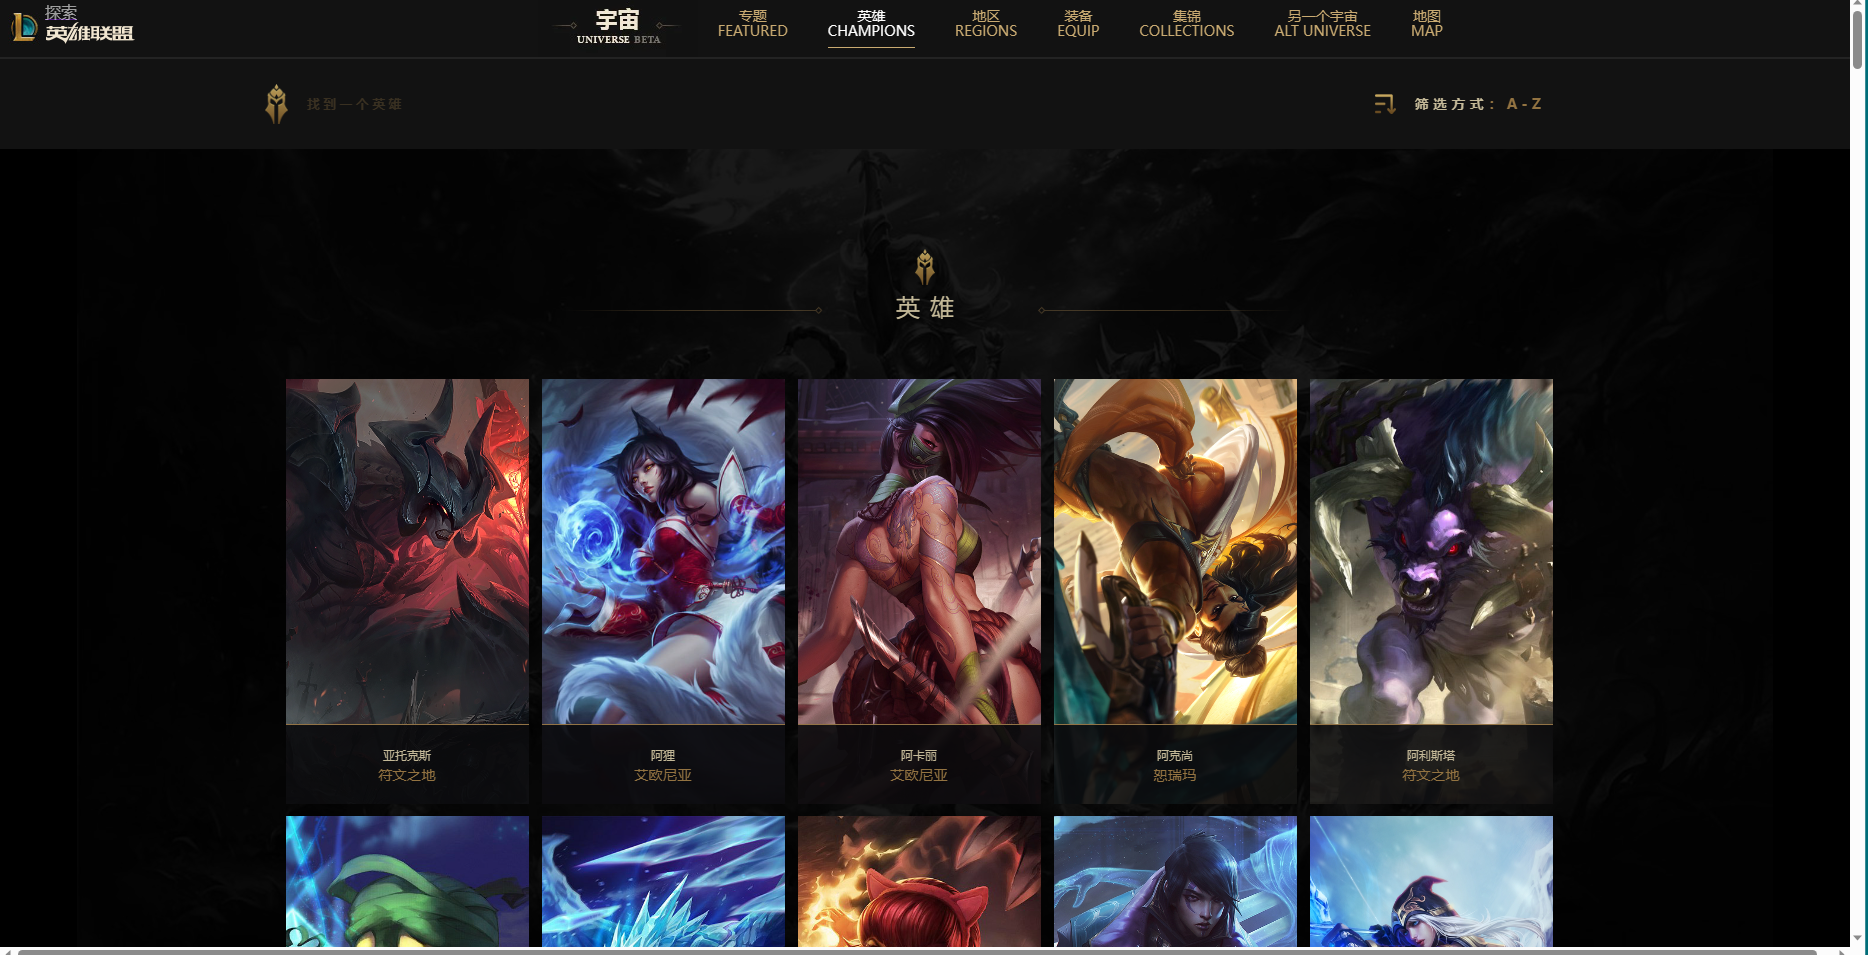 探索
英雄联盟
宇宙
UNIVERSE BETA
专题
FEATURED
英雄
CHAMPIONS
地区
REGIONS
装备
EQUIP
集锦
COLLECTIONS
另一个宇宙
ALT UNIVERSE
地图
MAP
找到一个英雄
筛选方式: A - Z
英雄
亚托克斯
符文之地
阿狸
艾欧尼亚
阿卡丽
艾欧尼亚
阿克尚
恕瑞玛
阿利斯塔
符文之地